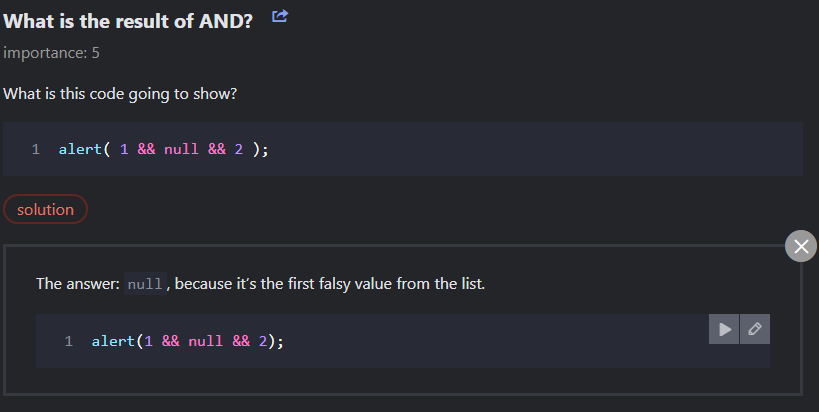 What is the result of AND?
importance: 5
What is this code going to show?
1 alert( 1 && null && 2 );
solution
The answer: null, because it's the first falsy value from the list.
1 alert(1 && null && 2);